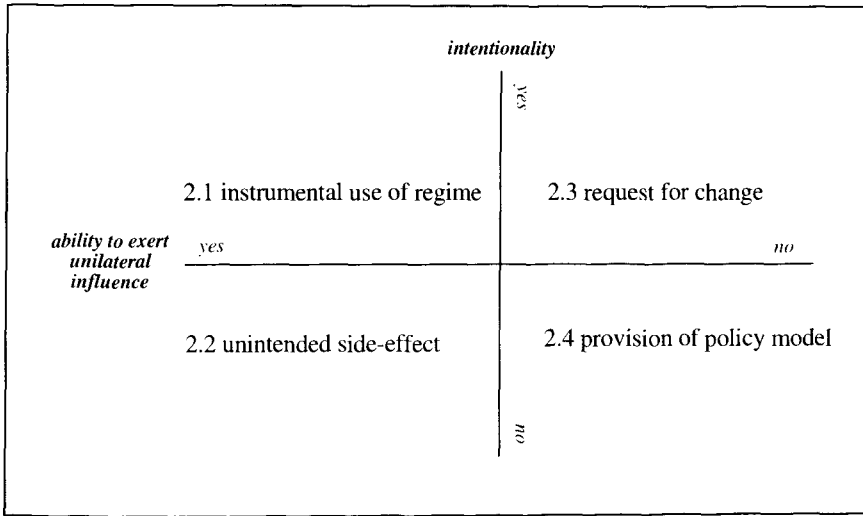 intentionality
yes
2.1 instrumental use of regime
2.3 request for change
ability to exert
unilateral
influence
yes
no
2.2 unintended side-effect
2.4 provision of policy model
no